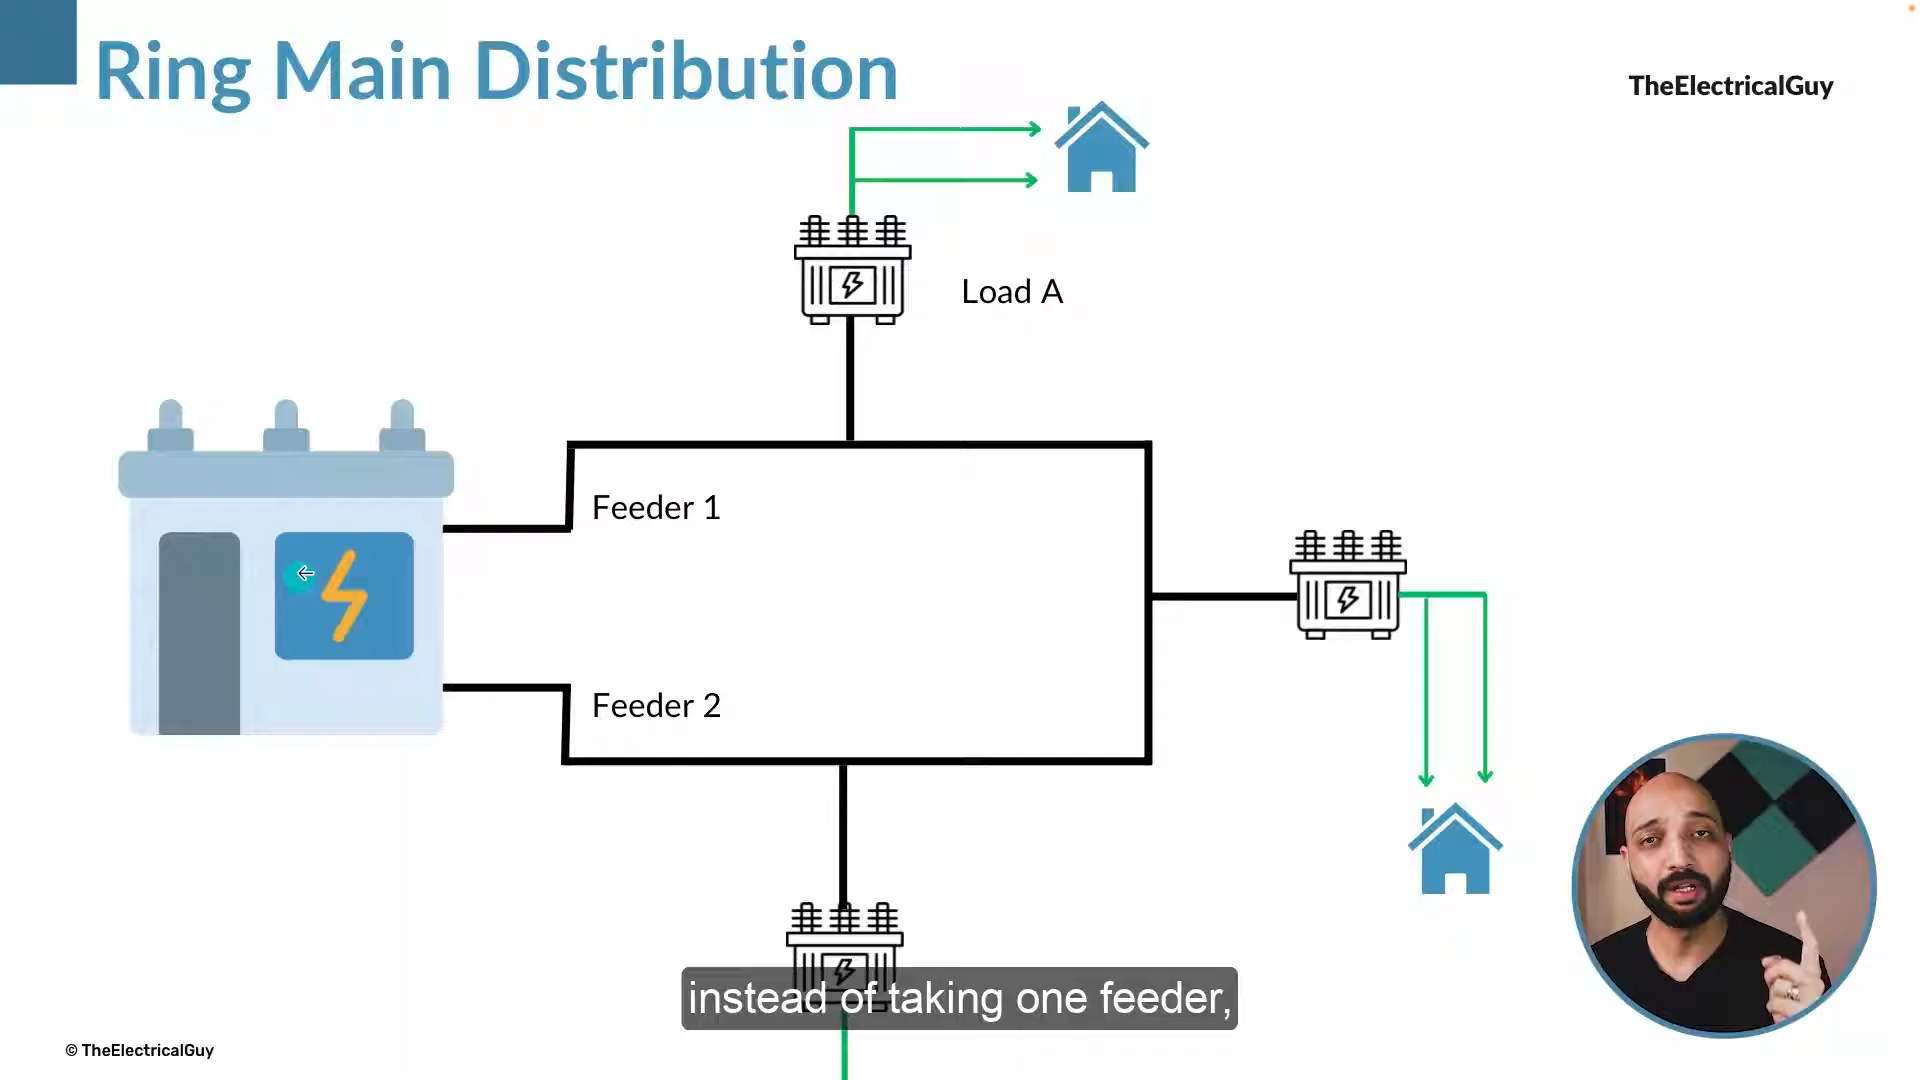 Ring Main Distribution
TheElectricalGuy
Load A
Feeder 1
Feeder 2
instead of taking one feeder,
© TheElectricalGuy